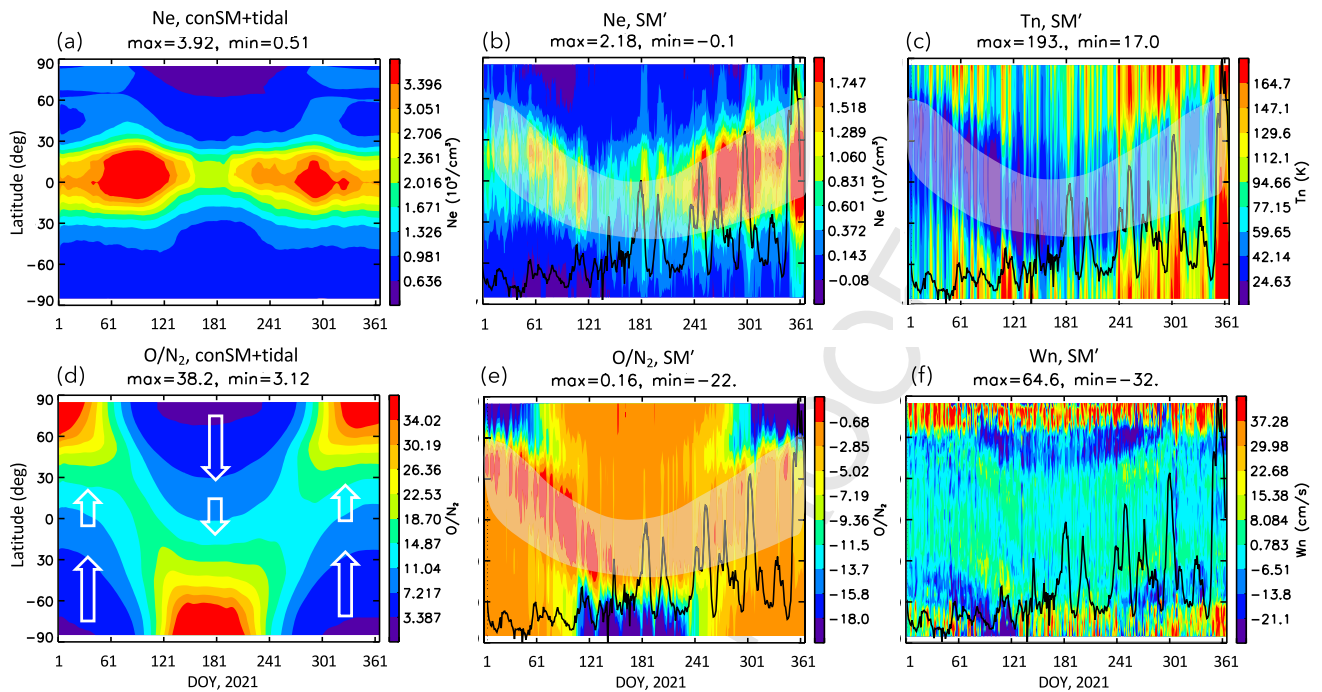 Ne, conSM+tidal
(a) max=3.92, min=0.51
Ne, SM′
(b) max=2.18, min=−0.1
Tn, SM′
(c) max=193., min=17.0
Latitude (deg)
90
60
30
0
30
−60
−90
1 61 121 181 241 301 361
3.396
3.051
2.706
2.361
2.016
1.671
1.326
0.981
0.636
Ne (10⁵/cm³)
1 61 121 181 241 301 361
1.747
1.518
1.289
1.060
0.831
0.601
0.372
0.143
−0.08
Ne (10⁵/cm³)
1 61 121 181 241 301 361
164.7
147.1
129.6
112.1
94.66
77.15
59.65
42.14
24.63
Tn (K)
O/N₂, conSM+tidal
(d) max=38.2, min=3.12
O/N₂, SM′
(e) max=0.16, min=−22.
Wn, SM′
(f) max=64.6, min=−32.
Latitude (deg)
90
60
30
0
30
−60
−90
1 61 121 181 241 301 361
DOY, 2021
34.02
30.19
26.36
22.53
18.70
14.87
11.04
7.217
3.387
O/N₂
1 61 121 181 241 301 361
DOY, 2021
−0.68
−2.85
−5.02
−7.19
−9.36
−11.5
−13.7
−15.8
−18.0
O/N₂
1 61 121 181 241 301 361
DOY, 2021
37.28
29.98
22.68
15.38
8.084
0.783
−6.51
−13.8
−21.1
Wn (cm/s)